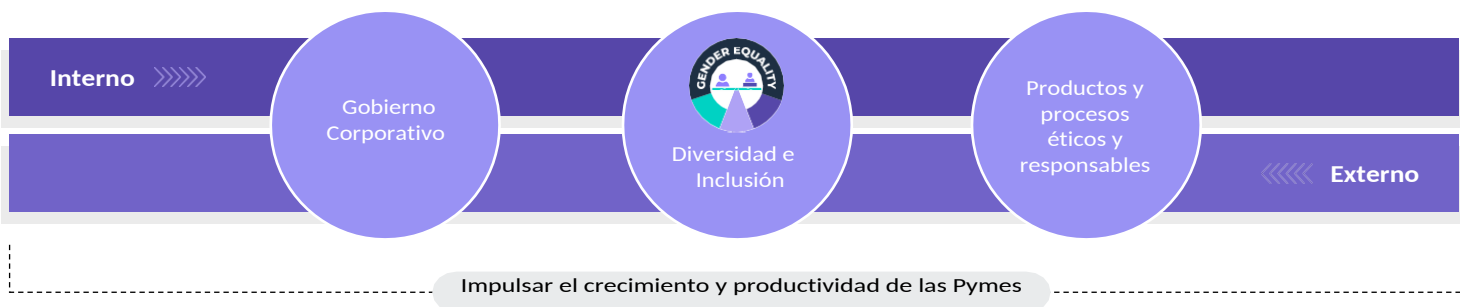 Interno
Gobierno
Corporativo
GENDER EQUALITY
Diversidad e
Inclusión
Productos y
procesos
éticos y
responsables
Externo
Impulsar el crecimiento y productividad de las Pymes